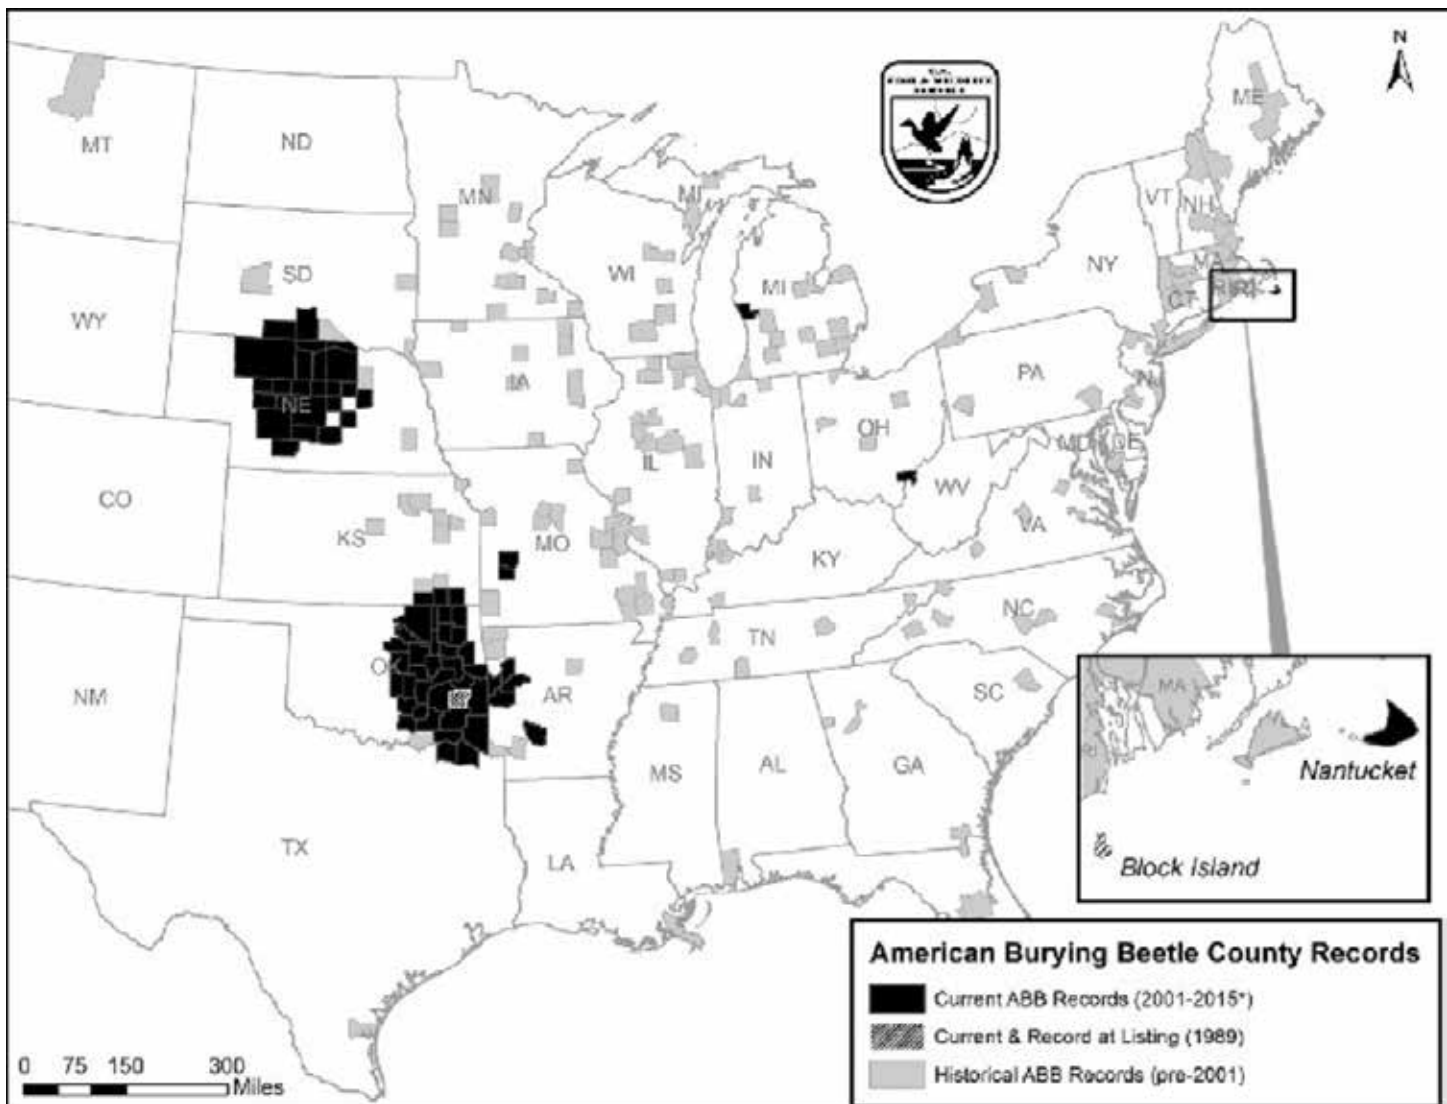 N
ME
MT
ND
MN
MI
VT
NH
SD
WI
MI
NY
MA
CT
RI
WY
NE
IA
PA
NJ
OH
MD
DE
IL
IN
WV
CO
KS
MO
KY
VA
NC
TN
OK
AR
NM
SC
MS
AL
GA
TX
LA
MA
Nantucket
Block Island
American Burying Beetle County Records
Current ABB Records (2001-2015*)
Current & Record at Listing (1989)
Historical ABB Records (pre-2001)
0 75 150 300
Miles